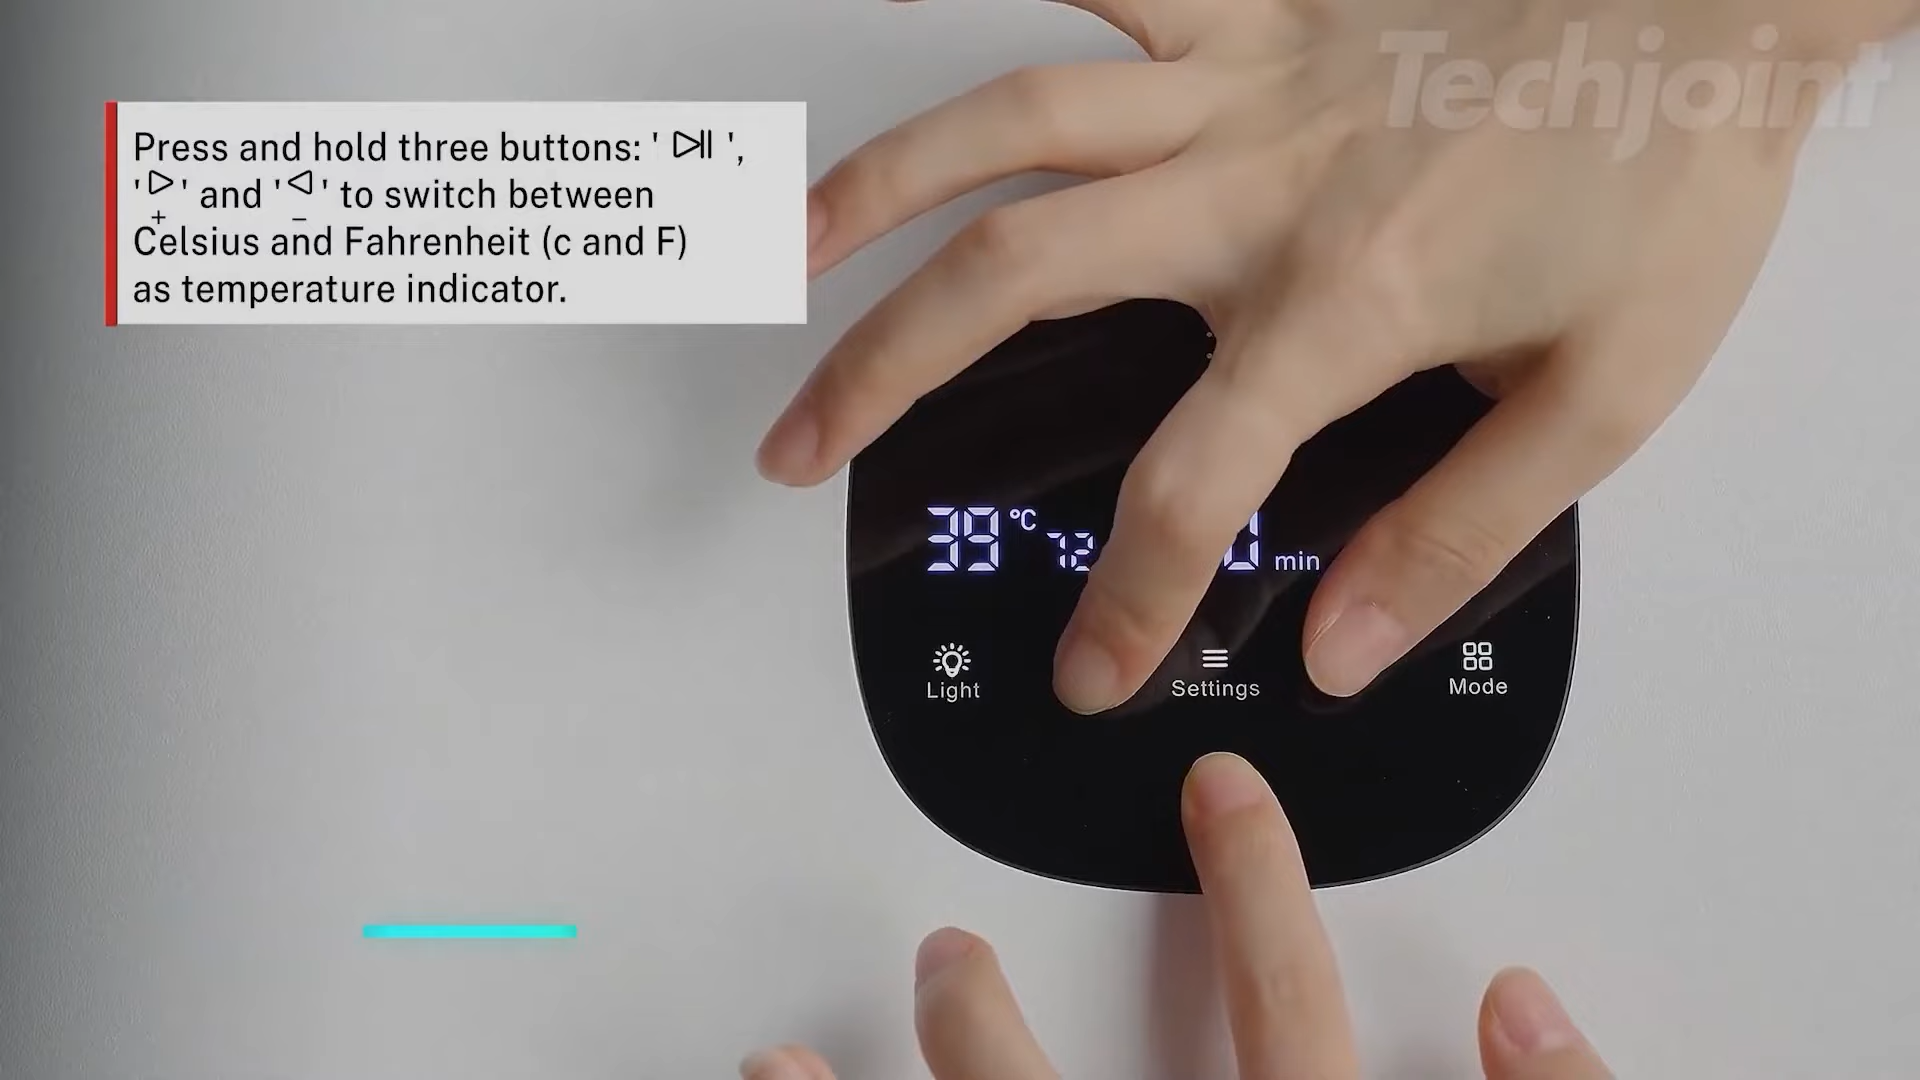 Techjoint
Press and hold three buttons: ' ▷|| ',
' ▷+ ' and ' ◁− ' to switch between
Celsius and Fahrenheit (c and F)
as temperature indicator.
39 °C 72 min
Light
Settings
Mode